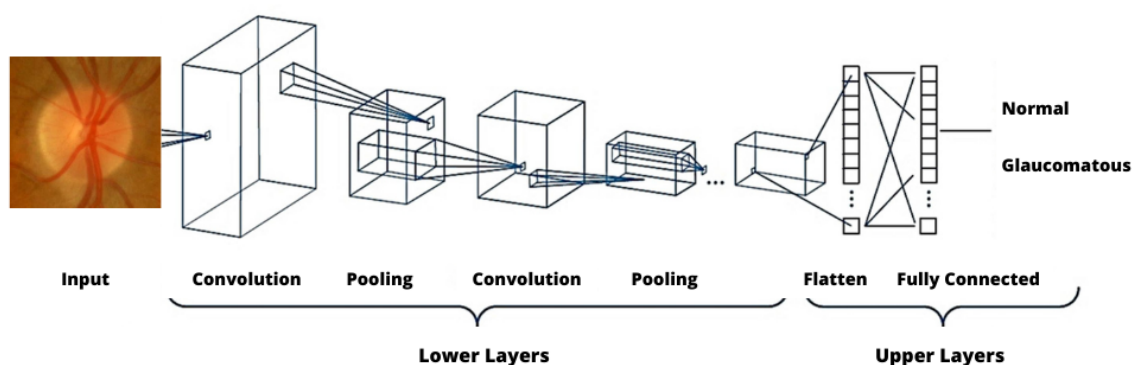 Normal
Glaucomatous
Input
Convolution
Pooling
Convolution
Pooling
Flatten
Fully Connected
Lower Layers
Upper Layers